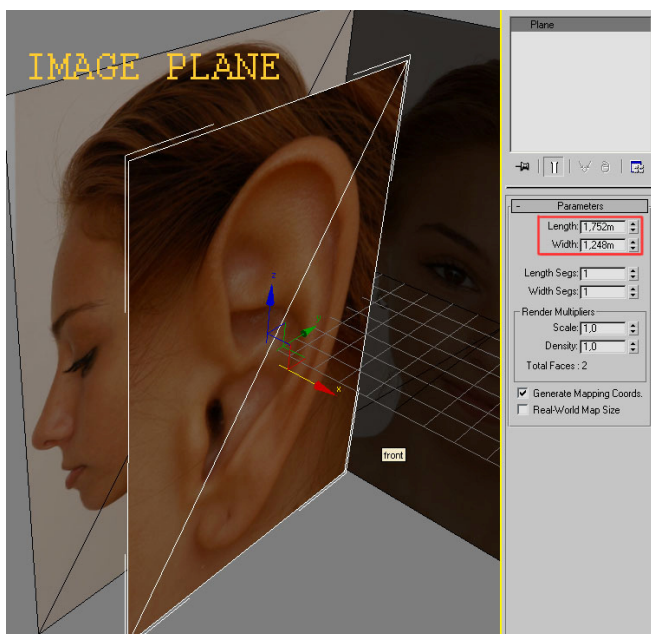 IMAGE PLANE
Plane
- Parameters
Length: 1,752m
Width: 1,248m
Length Segs: 1
Width Segs: 1
Render Multipliers
Scale: 1,0
Density: 1,0
Total Faces : 2
Generate Mapping Coords.
Real-World Map Size
z
x
front